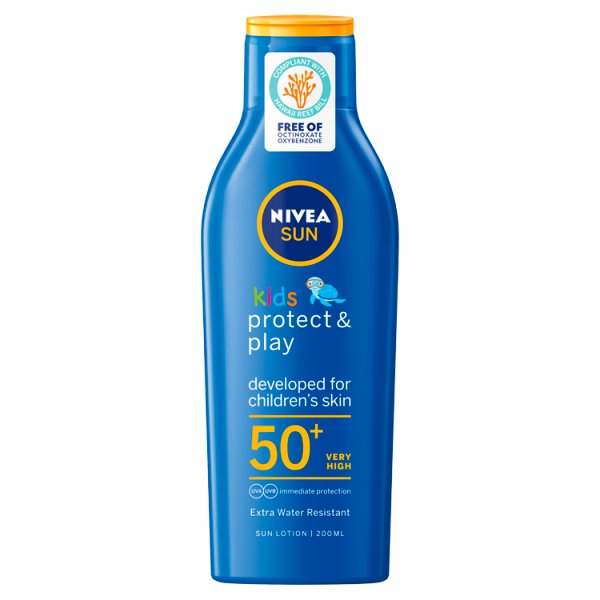 COMPLIANT WITH
HAWAII REEF BILL
FREE OF
OCTINOXATE
OXYBENZONE
NIVEA
SUN
kids
protect &
play
developed for
children's skin
50+
VERY
HIGH
UVA UVB immediate protection
Extra Water Resistant
SUN LOTION | 200ML